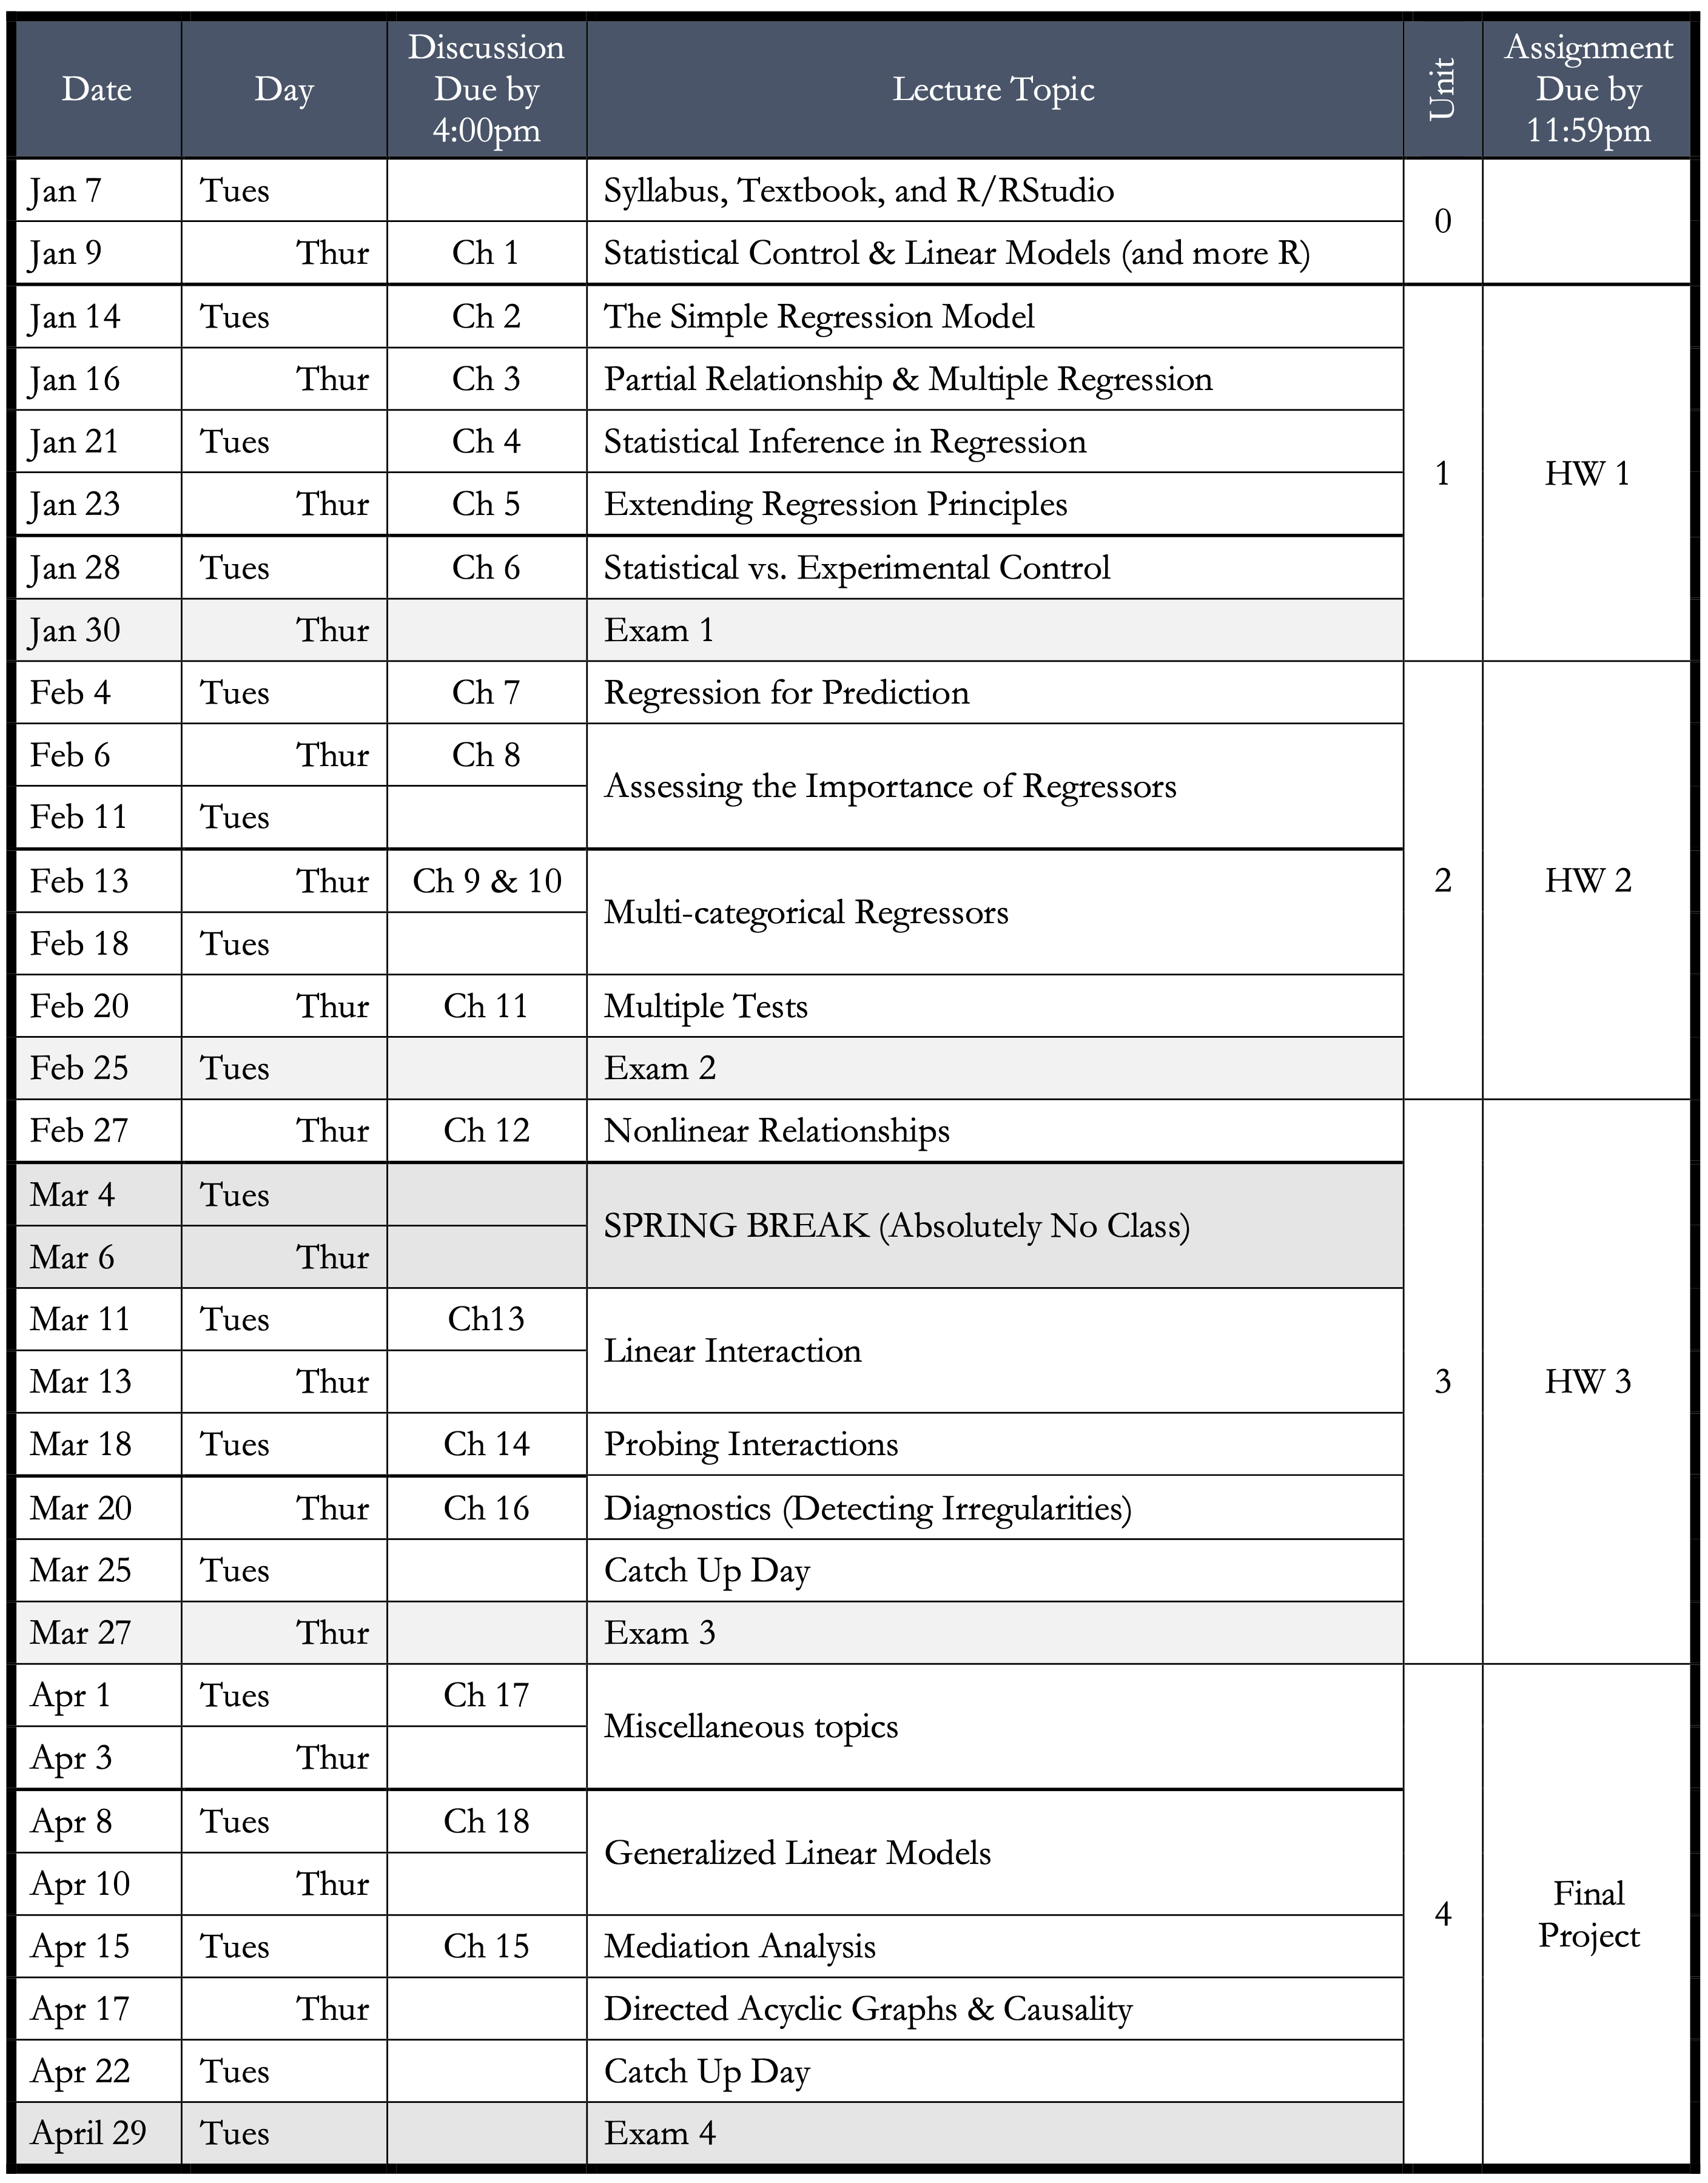 Date Day Discussion Due by 4:00pm Lecture Topic Unit Assignment Due by 11:59pm
Jan 7 Tues Syllabus, Textbook, and R/RStudio 0
Jan 9 Thur Ch 1 Statistical Control & Linear Models (and more R)
Jan 14 Tues Ch 2 The Simple Regression Model
Jan 16 Thur Ch 3 Partial Relationship & Multiple Regression
Jan 21 Tues Ch 4 Statistical Inference in Regression 1 HW 1
Jan 23 Thur Ch 5 Extending Regression Principles
Jan 28 Tues Ch 6 Statistical vs. Experimental Control
Jan 30 Thur Exam 1
Feb 4 Tues Ch 7 Regression for Prediction
Feb 6 Thur Ch 8 Assessing the Importance of Regressors
Feb 11 Tues
Feb 13 Thur Ch 9 & 10 Multi-categorical Regressors 2 HW 2
Feb 18 Tues
Feb 20 Thur Ch 11 Multiple Tests
Feb 25 Tues Exam 2
Feb 27 Thur Ch 12 Nonlinear Relationships
Mar 4 Tues SPRING BREAK (Absolutely No Class)
Mar 6 Thur
Mar 11 Tues Ch13 Linear Interaction
Mar 13 Thur 3 HW 3
Mar 18 Tues Ch 14 Probing Interactions
Mar 20 Thur Ch 16 Diagnostics (Detecting Irregularities)
Mar 25 Tues Catch Up Day
Mar 27 Thur Exam 3
Apr 1 Tues Ch 17 Miscellaneous topics
Apr 3 Thur
Apr 8 Tues Ch 18 Generalized Linear Models
Apr 10 Thur 4 Final Project
Apr 15 Tues Ch 15 Mediation Analysis
Apr 17 Thur Directed Acyclic Graphs & Causality
Apr 22 Tues Catch Up Day
April 29 Tues Exam 4